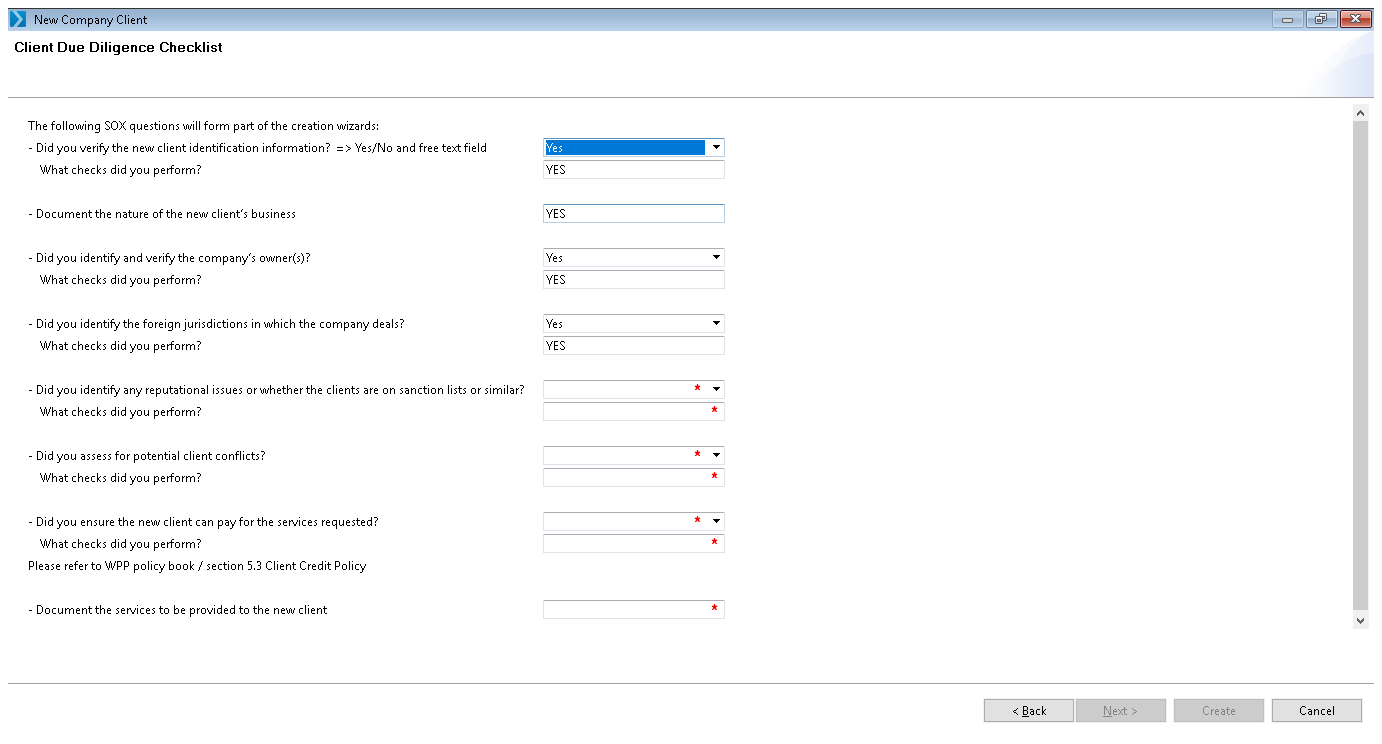 New Company Client
Client Due Diligence Checklist
The following SOX questions will form part of the creation wizards:
- Did you verify the new client identification information?  => Yes/No and free text field Yes
What checks did you perform? YES
- Document the nature of the new client's business YES
- Did you identify and verify the company's owner(s)? Yes
What checks did you perform? YES
- Did you identify the foreign jurisdictions in which the company deals? Yes
What checks did you perform? YES
- Did you identify any reputational issues or whether the clients are on sanction lists or similar? *
What checks did you perform? *
- Did you assess for potential client conflicts? *
What checks did you perform? *
- Did you ensure the new client can pay for the services requested? *
What checks did you perform? *
Please refer to WPP policy book / section 5.3 Client Credit Policy
- Document the services to be provided to the new client *
< Back Next > Create Cancel